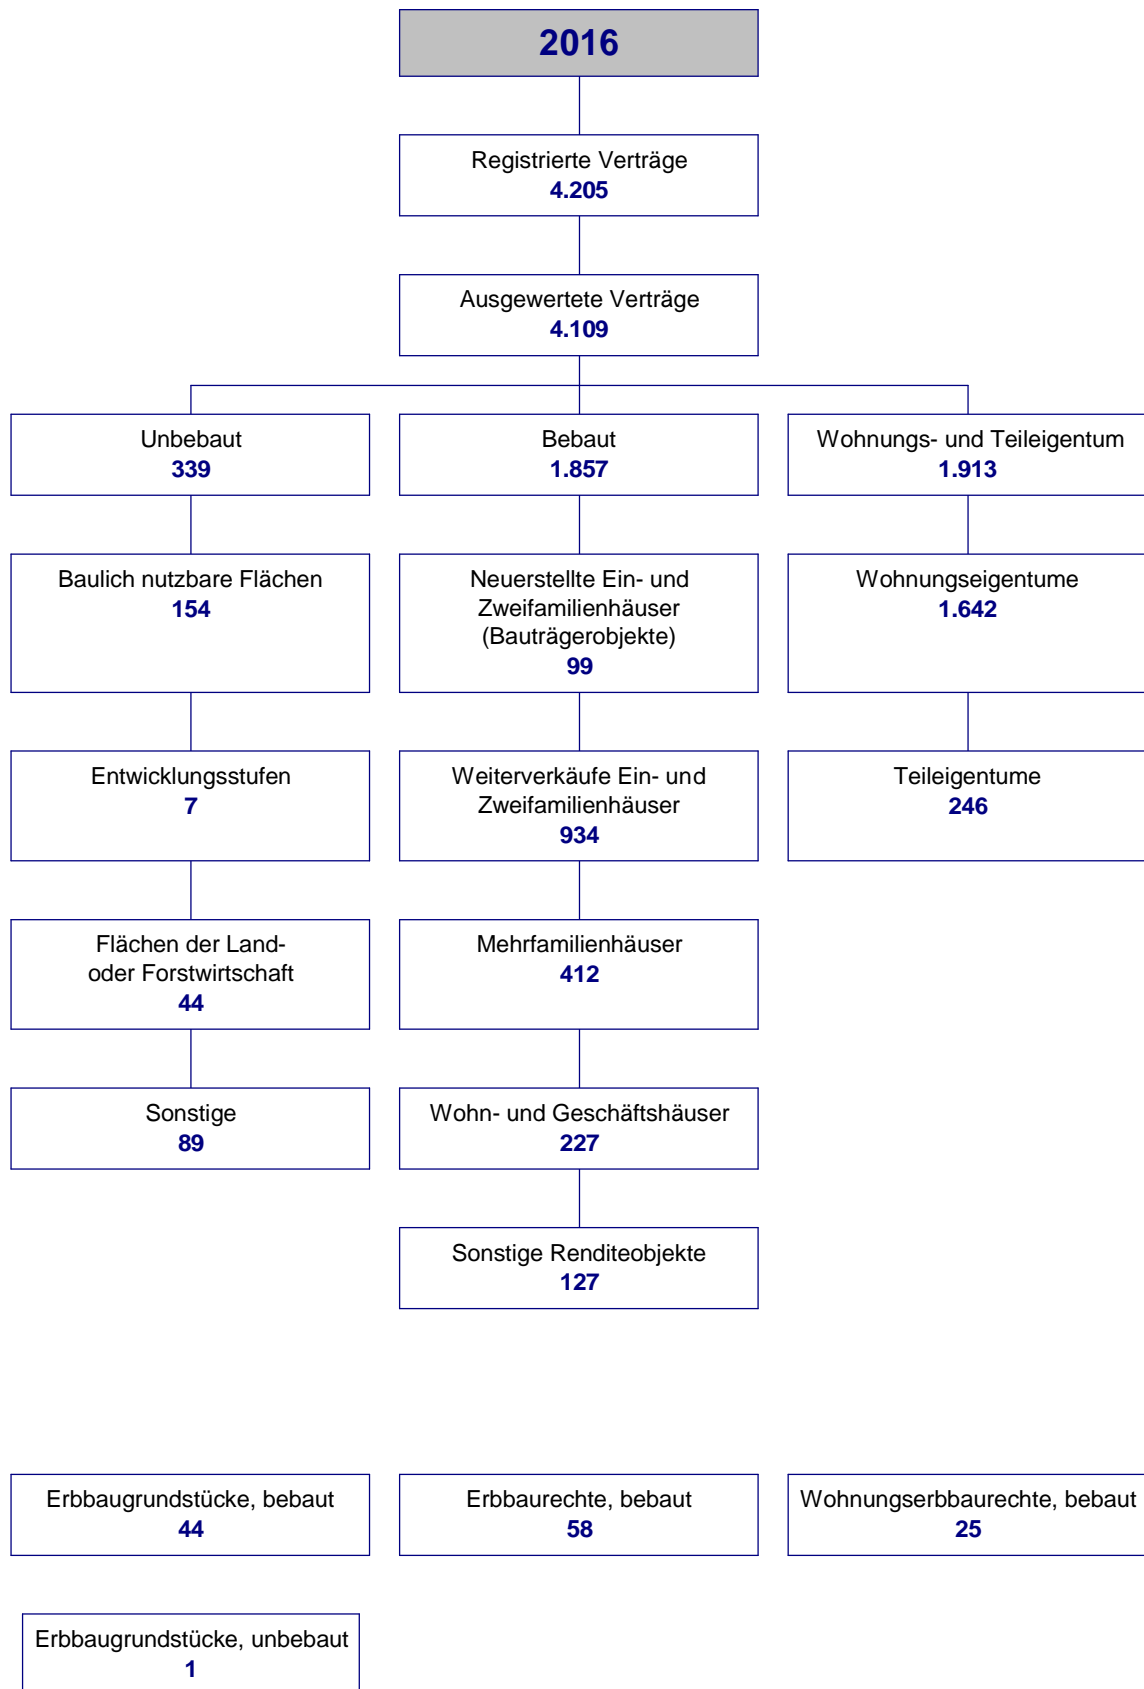 2016
Registrierte Verträge
4.205
Ausgewertete Verträge
4.109
Unbebaut
339
Bebaut
1.857
Wohnungs- und Teileigentum
1.913
Baulich nutzbare Flächen
154
Neuerstellte Ein- und
Zweifamilienhäuser
(Bauträgerobjekte)
99
Wohnungseigentume
1.642
Entwicklungsstufen
7
Weiterverkäufe Ein- und
Zweifamilienhäuser
934
Teileigentume
246
Flächen der Land-
oder Forstwirtschaft
44
Mehrfamilienhäuser
412
Sonstige
89
Wohn- und Geschäftshäuser
227
Sonstige Renditeobjekte
127
Erbbaugrundstücke, bebaut
44
Erbbaurechte, bebaut
58
Wohnungserbbaurechte, bebaut
25
Erbbaugrundstücke, unbebaut
1